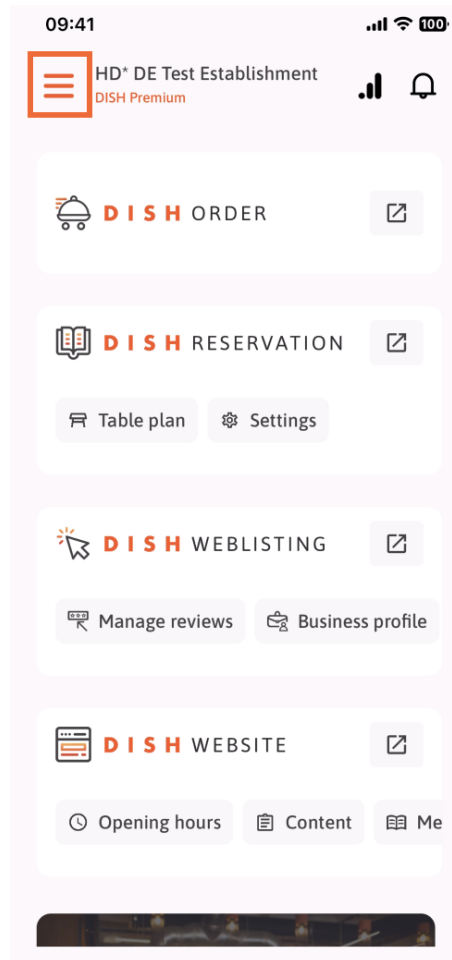 09:41
100
HD* DE Test Establishment
DISH Premium
DISH ORDER
DISH RESERVATION
Table plan
Settings
DISH WEBLISTING
Manage reviews
Business profile
DISH WEBSITE
Opening hours
Content
Me